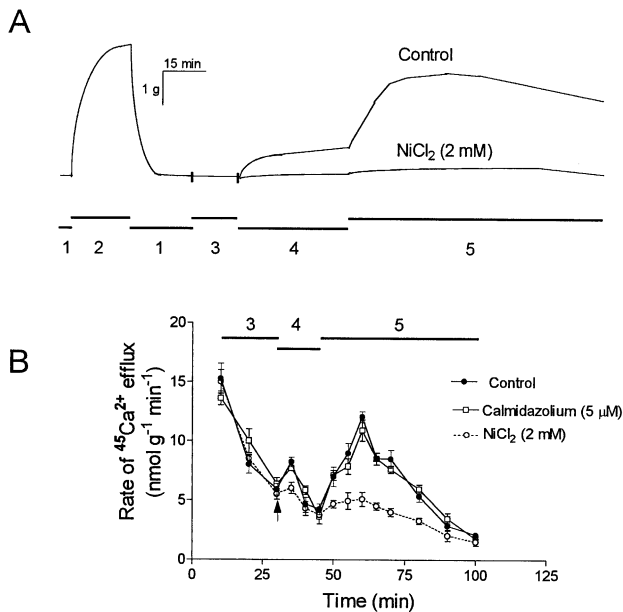 A
Control
15 min
1 g
NiCl2 (2 mM)
1 2 1 3 4 5
B
3 4 5
20
15
10
5
0
Rate of 45Ca2+ efflux
(nmol g-1 min-1)
Control
Calmidazolium (5 μM)
NiCl2 (2 mM)
0 25 50 75 100 125
Time (min)